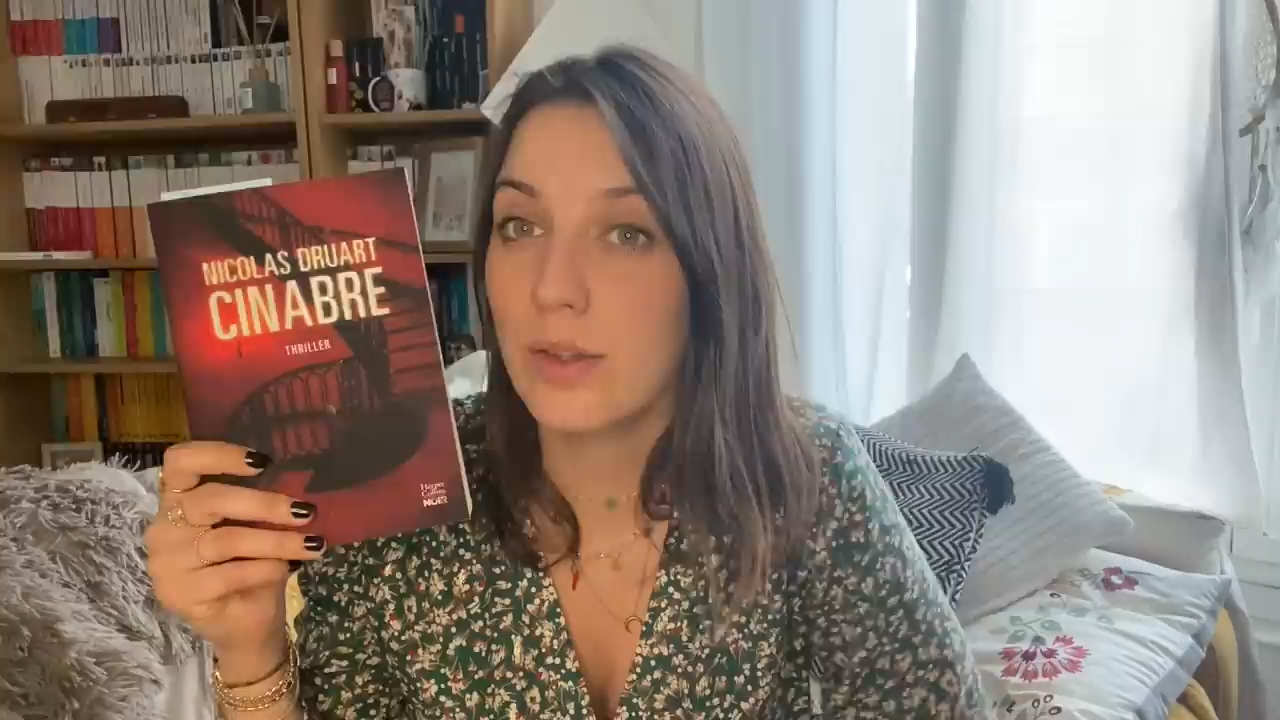 NICOLAS DRUART
CINABRE
THRILLER
Harper
Collins
NOIR